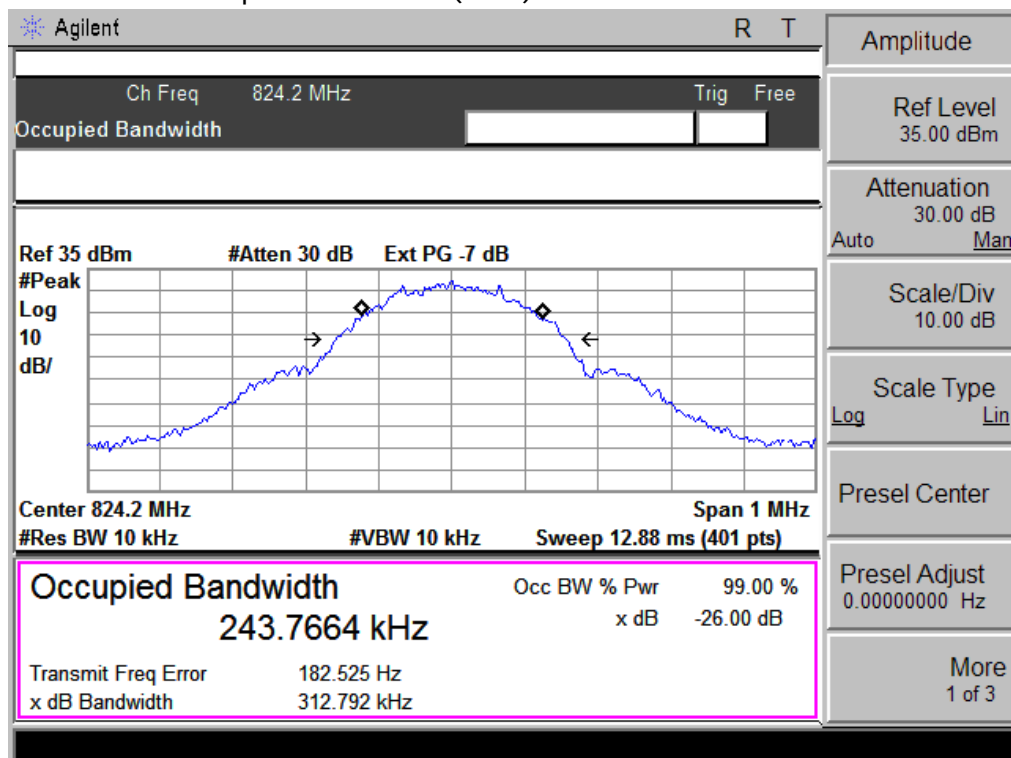 Agilent R T
Ch Freq 824.2 MHz Trig Free
Occupied Bandwidth
Ref 35 dBm #Atten 30 dB Ext PG -7 dB
#Peak
Log
10
dB/
Center 824.2 MHz Span 1 MHz
#Res BW 10 kHz #VBW 10 kHz Sweep 12.88 ms (401 pts)
Occupied Bandwidth Occ BW % Pwr 99.00 %
243.7664 kHz x dB -26.00 dB
Transmit Freq Error 182.525 Hz
x dB Bandwidth 312.792 kHz
Amplitude
Ref Level
35.00 dBm
Attenuation
30.00 dB
Auto Man
Scale/Div
10.00 dB
Scale Type
Log Lin
Presel Center
Presel Adjust
0.00000000 Hz
More
1 of 3